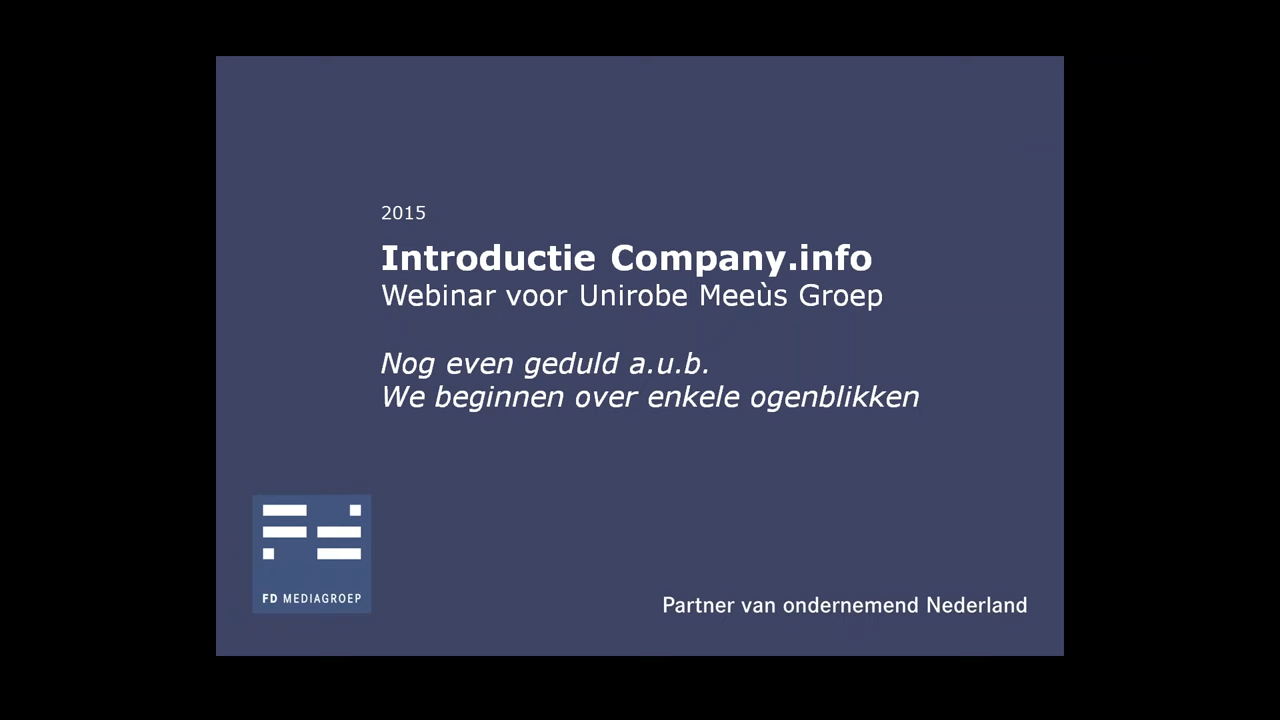 2015
Introductie Company.info
Webinar voor Unirobe Meeùs Groep
Nog even geduld a.u.b.
We beginnen over enkele ogenblikken
FD MEDIAGROEP
Partner van ondernemend Nederland